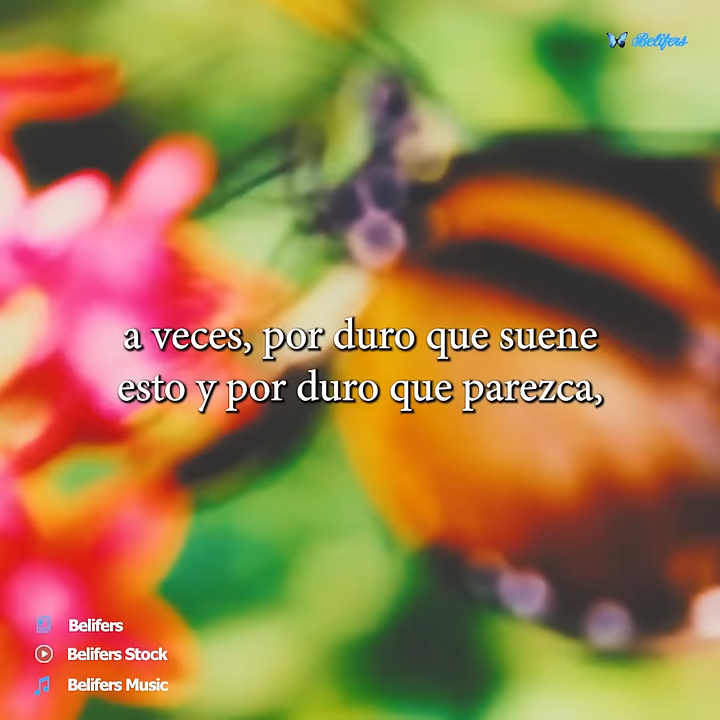 Belifers
a veces, por duro que suene
esto y por duro que parezca,
Belifers
Belifers Stock
Belifers Music